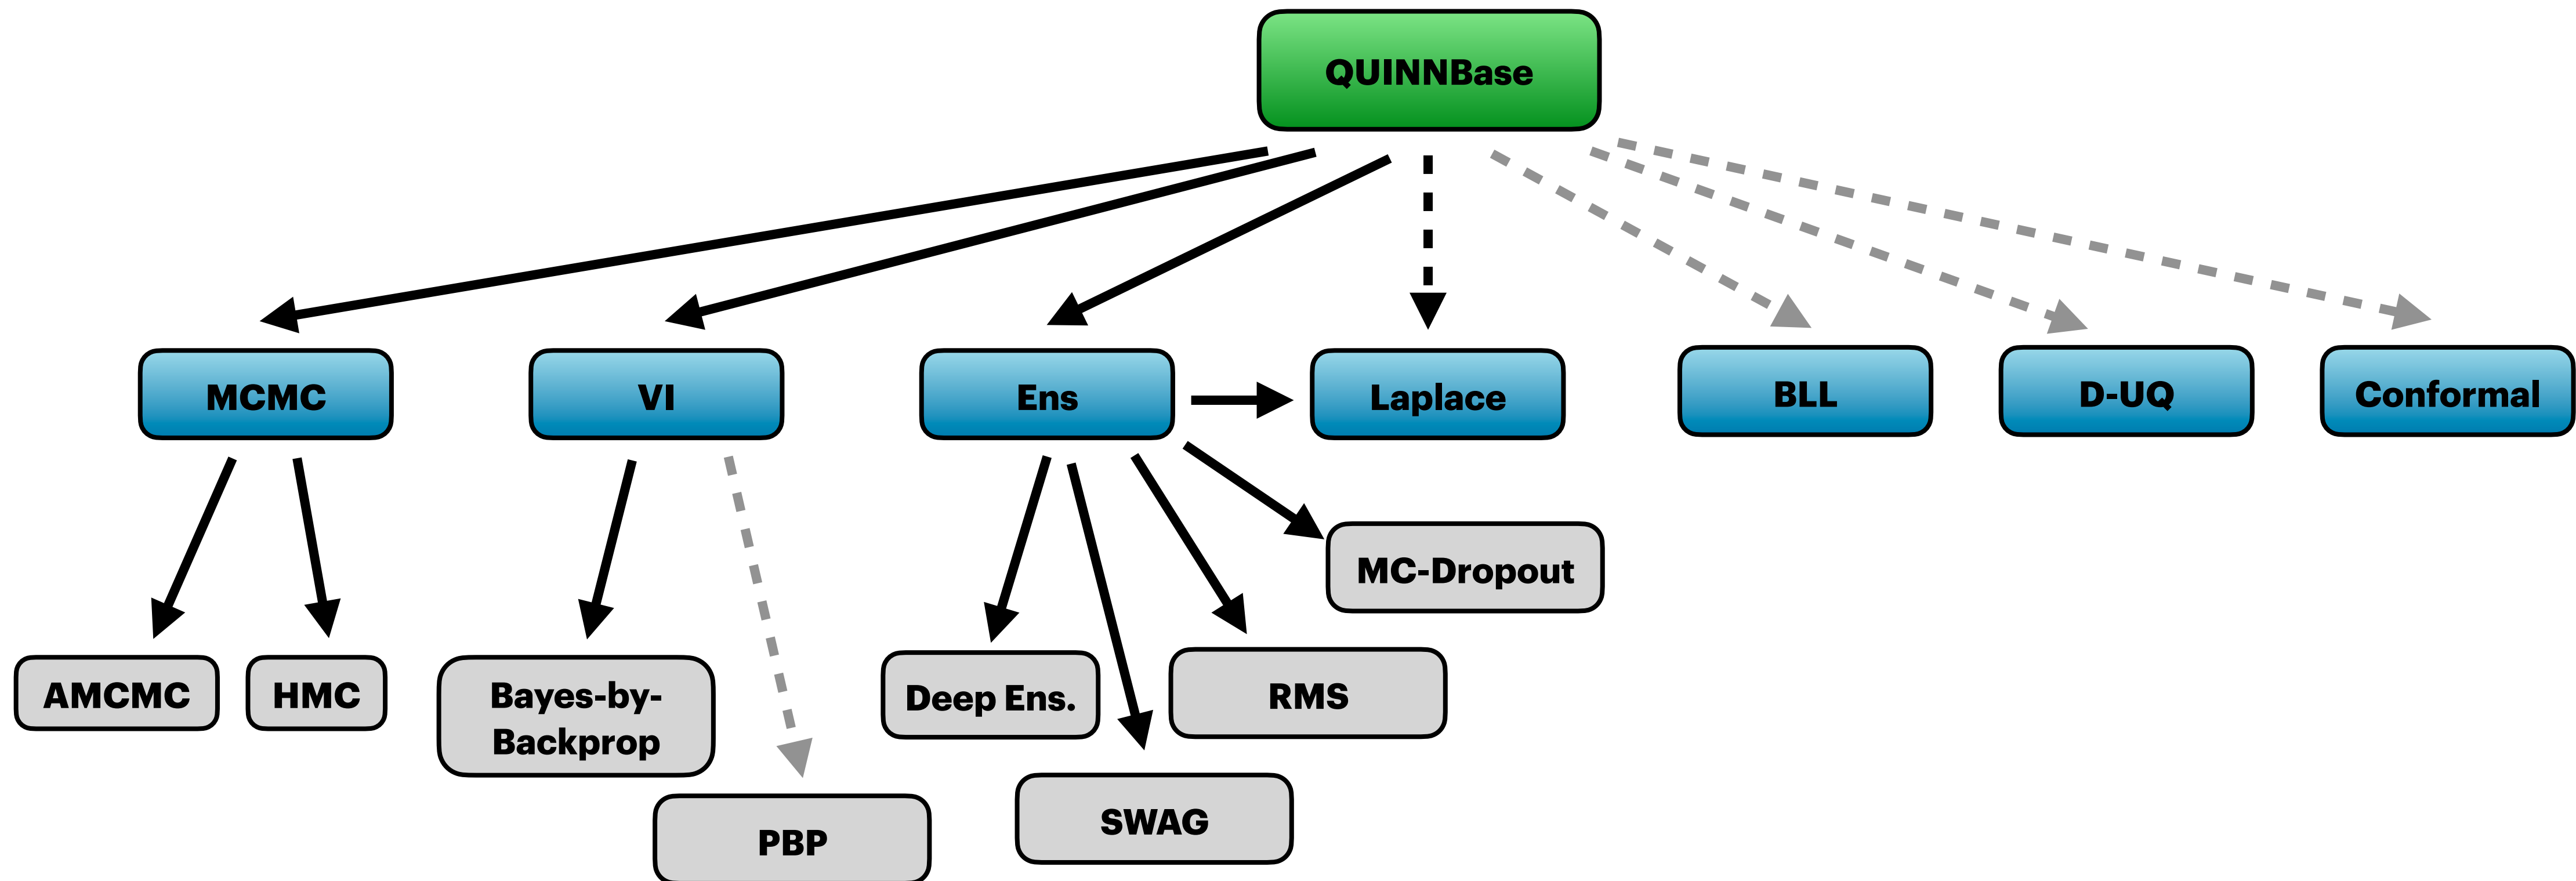 QUINNBase
MCMC
VI
Ens
Laplace
BLL
D-UQ
Conformal
MC-Dropout
AMCMC
HMC
Bayes-by-
Backprop
Deep Ens.
RMS
SWAG
PBP